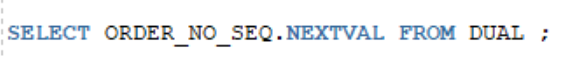 SELECT ORDER_NO_SEQ.NEXTVAL FROM DUAL ;